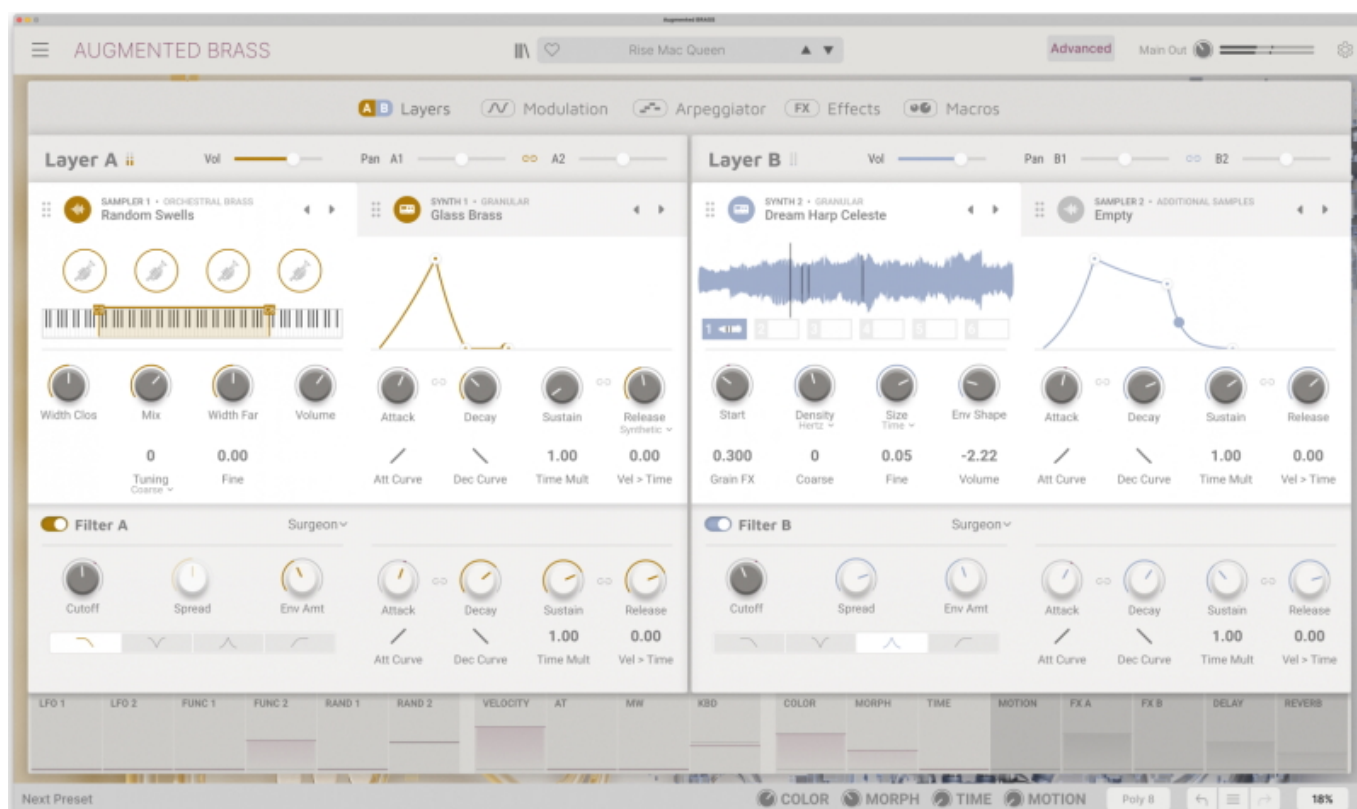 Augmented BRASS
AUGMENTED BRASS
Rise Mac Queen
Advanced
Main Out
A B Layers
Modulation
Arpeggiator
FX Effects
Macros
Layer A
Vol
Pan A1
A2
Layer B
Vol
Pan B1
B2
SAMPLER 1 • ORCHESTRAL BRASS
Random Swells
SYNTH 1 • GRANULAR
Glass Brass
SYNTH 2 • GRANULAR
Dream Harp Celeste
SAMPLER 2 • ADDITIONAL SAMPLES
Empty
1 2 3 4 5 6
Width Clos Mix Width Far Volume
Attack Decay Sustain Release
Synthetic
Start Density Size Env Shape
Hertz Time
Attack Decay Sustain Release
0 0.00
Tuning Fine
Coarse
1.00 0.00
Att Curve Dec Curve Time Mult Vel > Time
0.300 0 0.05 -2.22
Grain FX Coarse Fine Volume
1.00 0.00
Att Curve Dec Curve Time Mult Vel > Time
Filter A Surgeon
Filter B Surgeon
Cutoff Spread Env Amt
Attack Decay Sustain Release
Cutoff Spread Env Amt
Attack Decay Sustain Release
1.00 0.00
Att Curve Dec Curve Time Mult Vel > Time
1.00 0.00
Att Curve Dec Curve Time Mult Vel > Time
LFO 1 LFO 2 FUNC 1 FUNC 2 RAND 1 RAND 2 VELOCITY AT MW KBD COLOR MORPH TIME MOTION FX A FX B DELAY REVERB
Next Preset
COLOR MORPH TIME MOTION
Poly 8
18%